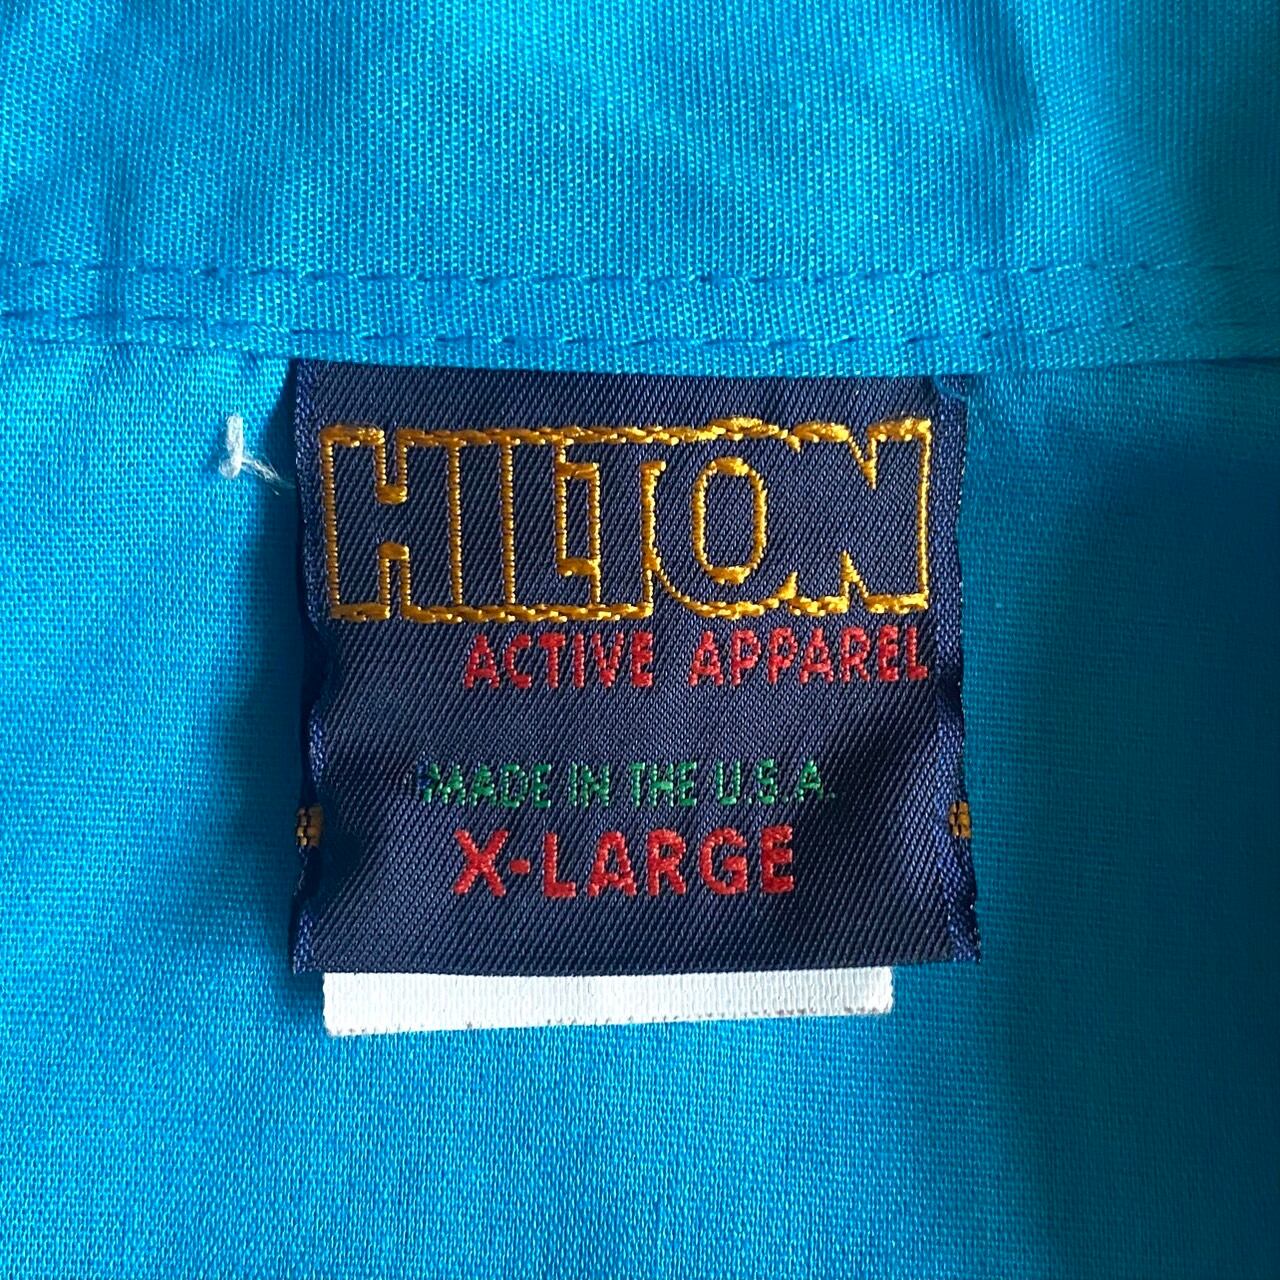 HILTON
ACTIVE APPAREL
MADE IN THE U.S.A.
X-LARGE